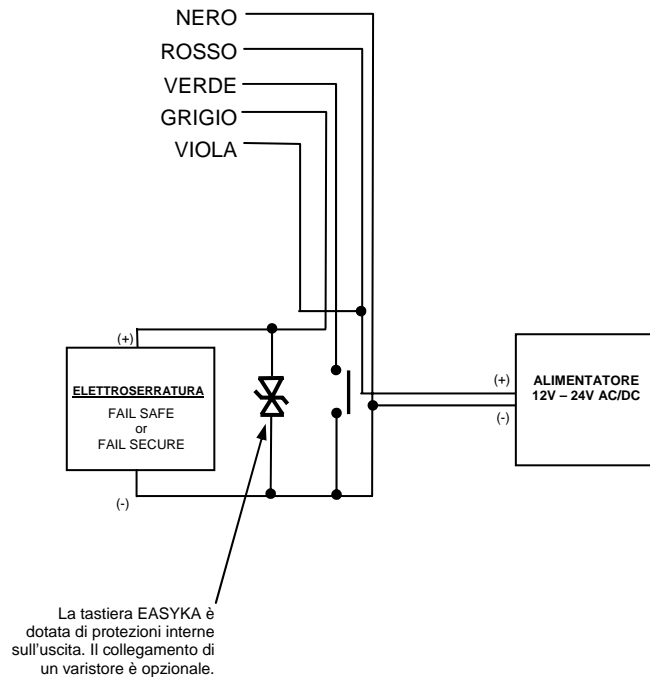 NERO
ROSSO
VERDE
GRIGIO
VIOLA
(+)
ELETTROSERRATURA
FAIL SAFE
or
FAIL SECURE
(-)
(+)
(-)
ALIMENTATORE
12V – 24V AC/DC
La tastiera EASYKA è
dotata di protezioni interne
sull'uscita. Il collegamento di
un varistore è opzionale.